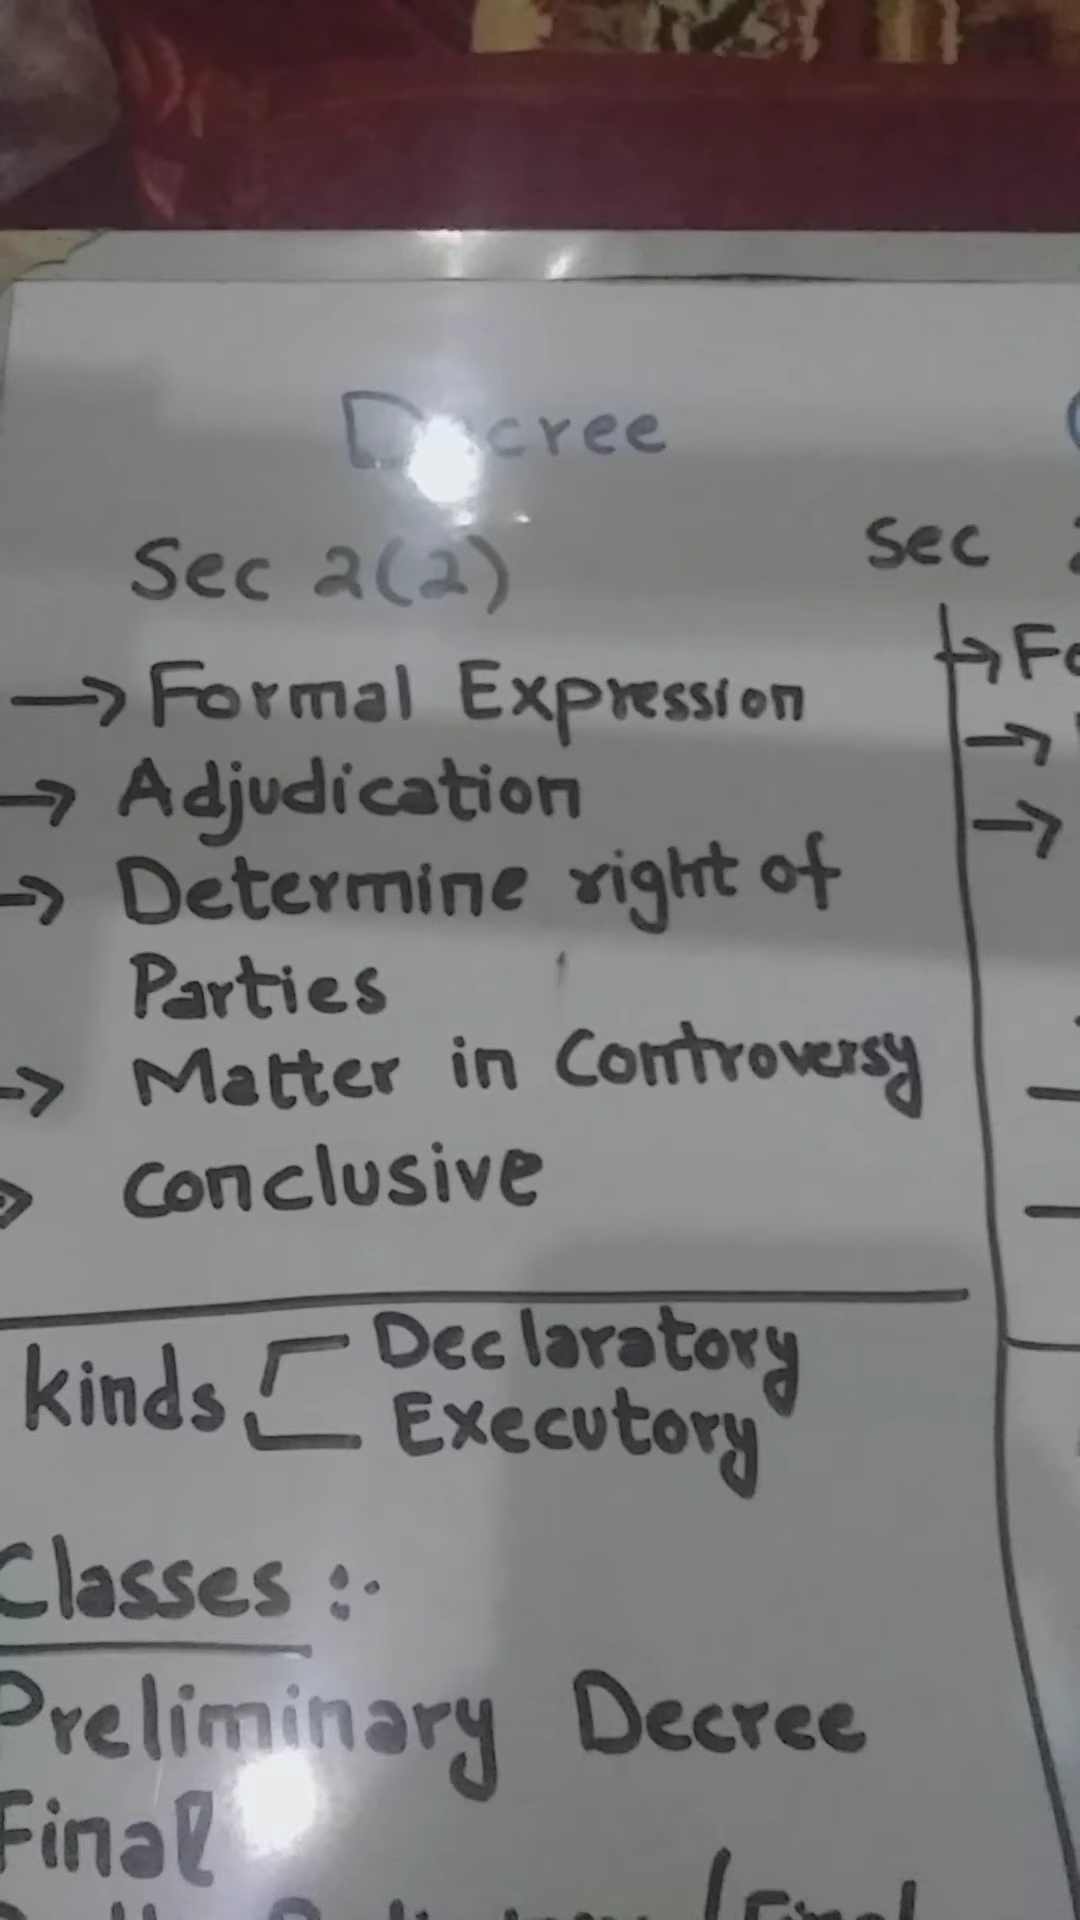 Decree
Sec 2(2)
→ Formal Expression
→ Adjudication
→ Determine right of
Parties
→ Matter in Controversy
→ Conclusive
kinds Declaratory
Executory
Classes :-
Preliminary Decree
Final
Sec
→ Fo
→
→